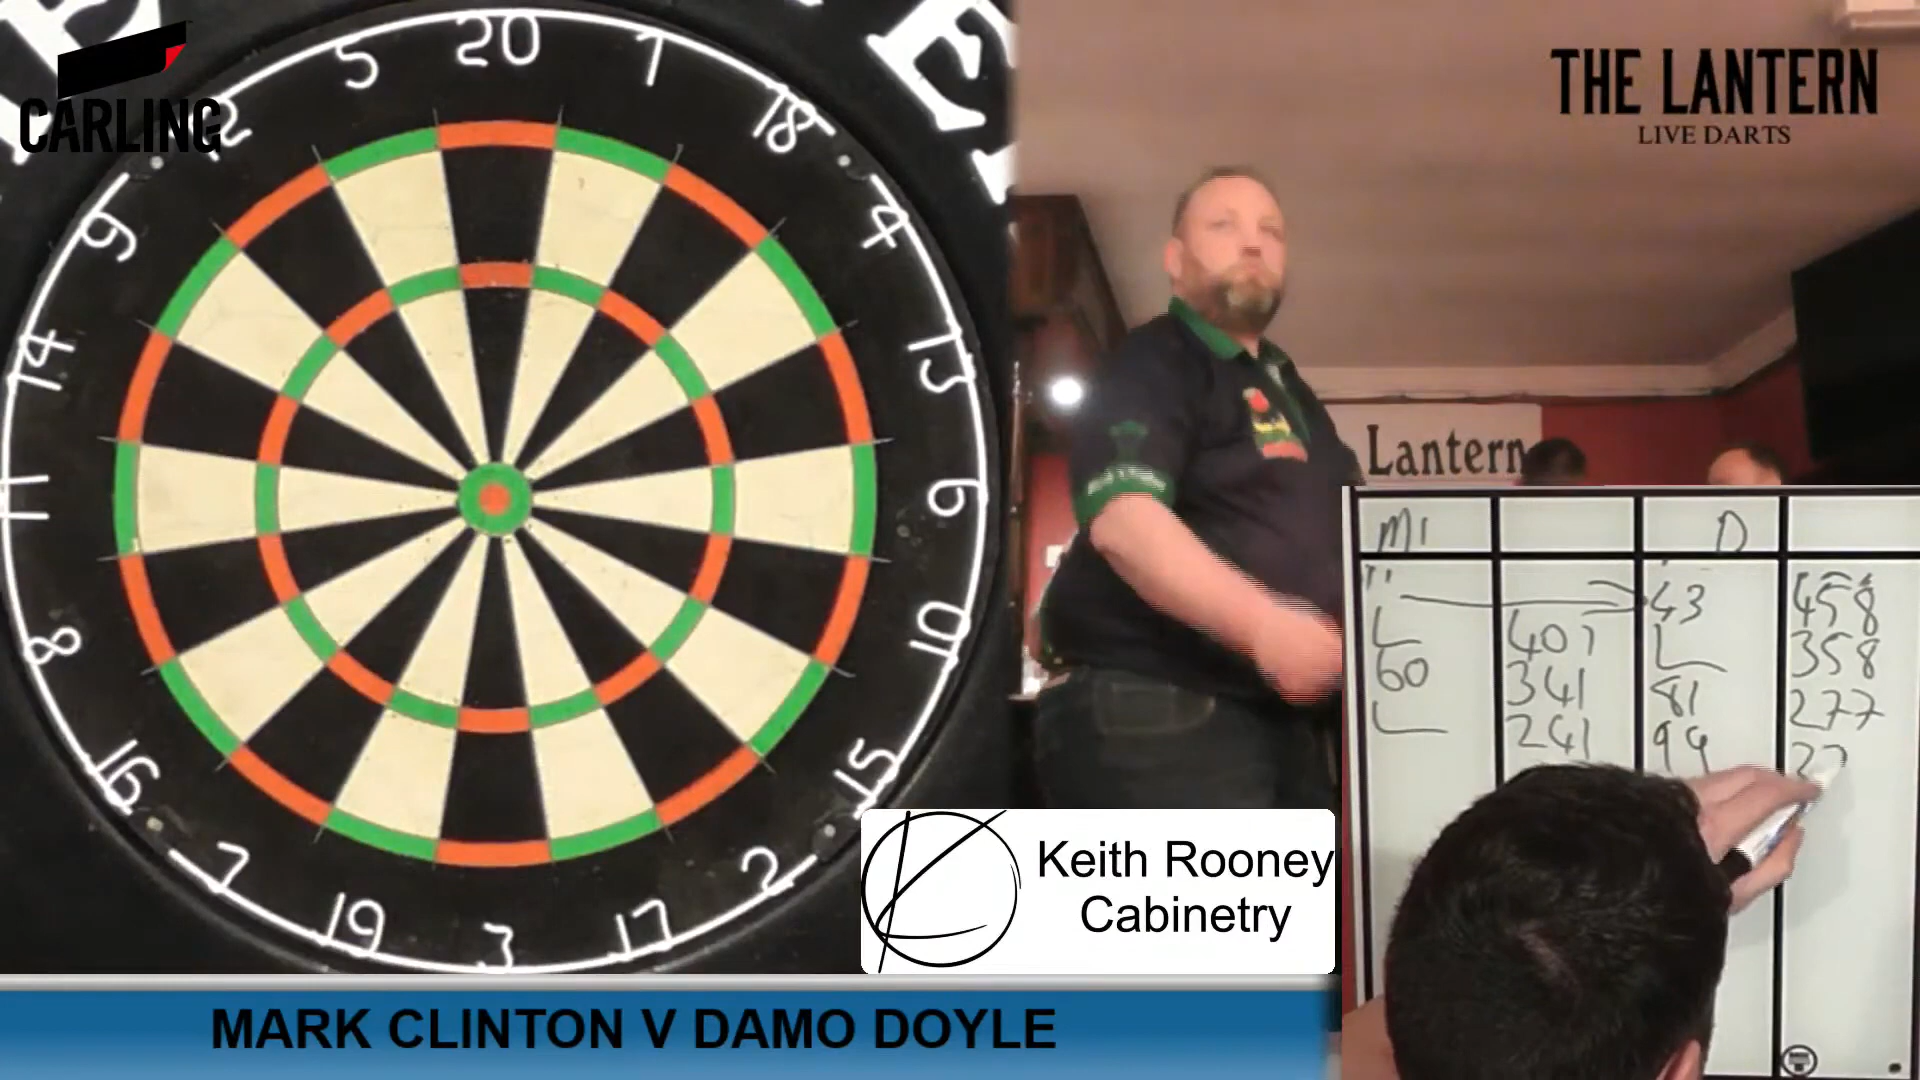 CARLING
THE LANTERN
LIVE DARTS
5 20 1
12 18
9 4
14 13
11 6
8 10
16 15
7 2
19 3 17
Lantern
M D
43 458
L 407 L 358
60 341 81 277
L 241 94
Keith Rooney
Cabinetry
MARK CLINTON V DAMO DOYLE